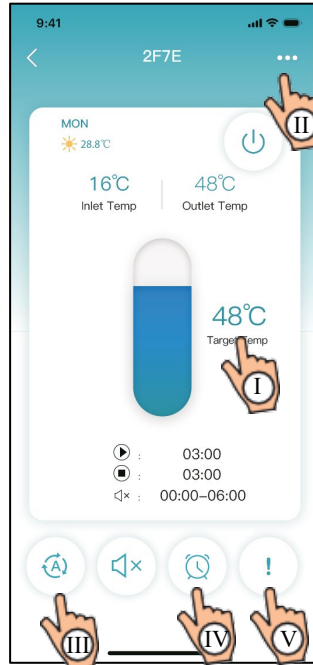 9:41
2F7E
II
MON
28.8℃
16℃ 48℃
Inlet Temp Outlet Temp
48℃
Target Temp
I
: 03:00
: 03:00
: 00:00–06:00
A
!
III IV V